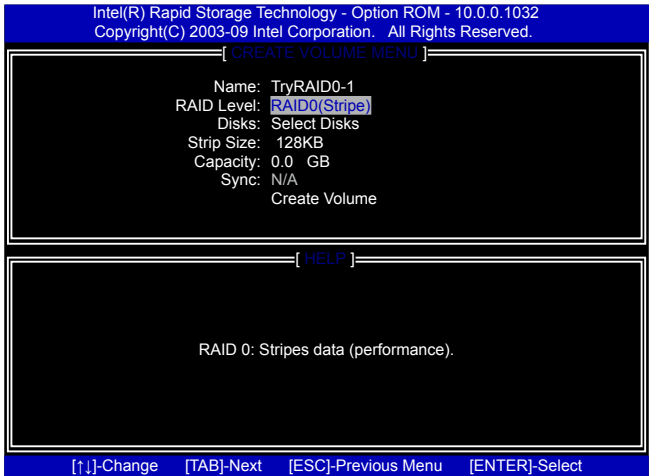 Intel(R) Rapid Storage Technology - Option ROM - 10.0.0.1032
Copyright(C) 2003-09 Intel Corporation. All Rights Reserved.
[ CREATE VOLUME MENU ]
Name: TryRAID0-1
RAID Level: RAID0(Stripe)
Disks: Select Disks
Strip Size: 128KB
Capacity: 0.0 GB
Sync: N/A
Create Volume
[ HELP ]
RAID 0: Stripes data (performance).
[↑↓]-Change [TAB]-Next [ESC]-Previous Menu [ENTER]-Select